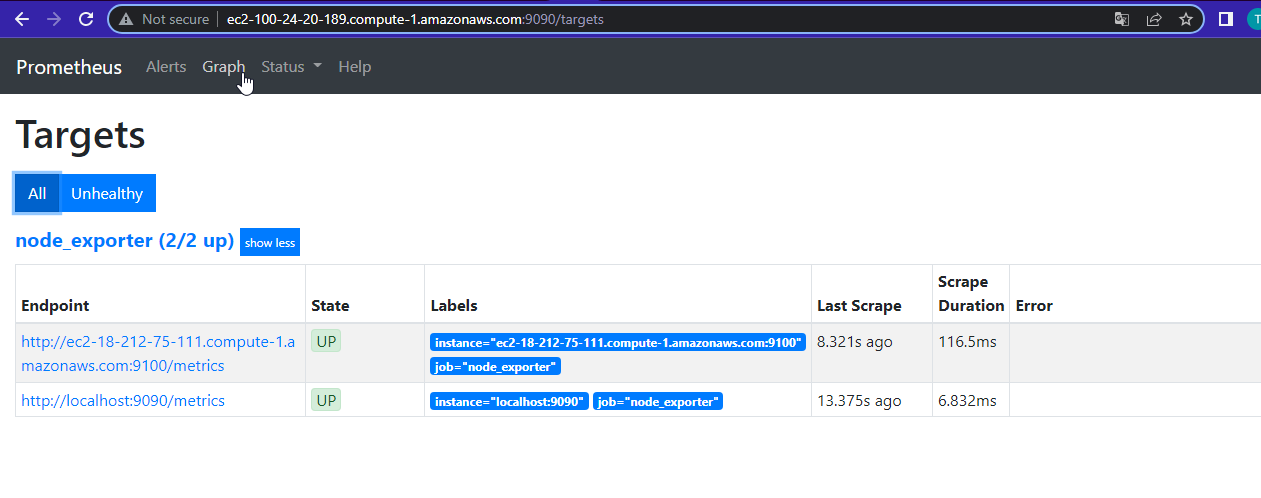 Not secure ec2-100-24-20-189.compute-1.amazonaws.com:9090/targets
T
Prometheus Alerts Graph Status Help
Targets
All Unhealthy
node_exporter (2/2 up) show less
Endpoint State Labels Last Scrape Scrape Duration Error
http://ec2-18-212-75-111.compute-1.a
mazonaws.com:9100/metrics
UP
instance="ec2-18-212-75-111.compute-1.amazonaws.com:9100"
job="node_exporter"
8.321s ago
116.5ms
http://localhost:9090/metrics UP instance="localhost:9090" job="node_exporter" 13.375s ago 6.832ms